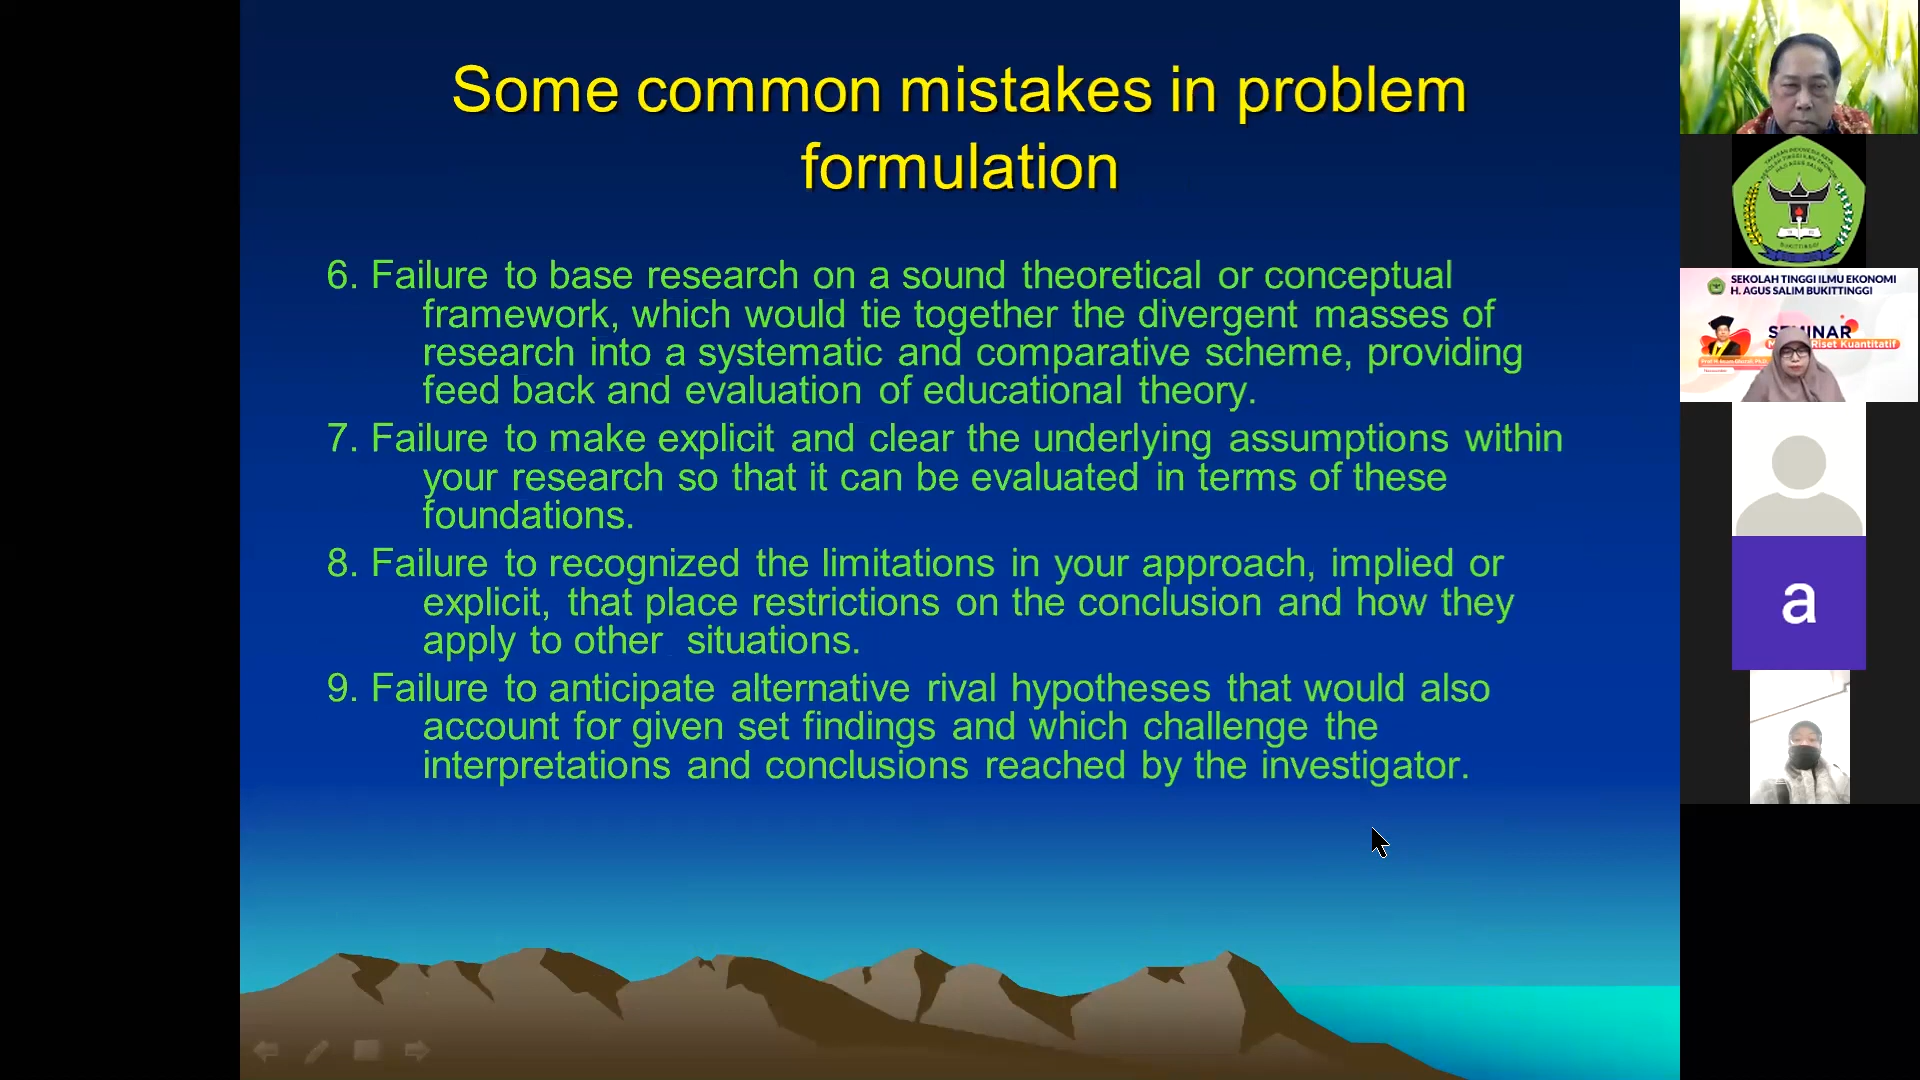 Some common mistakes in problem
formulation
6. Failure to base research on a sound theoretical or conceptual
framework, which would tie together the divergent masses of
research into a systematic and comparative scheme, providing
feed back and evaluation of educational theory.
7. Failure to make explicit and clear the underlying assumptions within
your research so that it can be evaluated in terms of these
foundations.
8. Failure to recognized the limitations in your approach, implied or
explicit, that place restrictions on the conclusion and how they
apply to other situations.
9. Failure to anticipate alternative rival hypotheses that would also
account for given set findings and which challenge the
interpretations and conclusions reached by the investigator.
BUKITTINGGI
SEKOLAH TINGGI ILMU EKONOMI
H. AGUS SALIM BUKITTINGGI
SEMINAR
Riset Kuantitatif
a